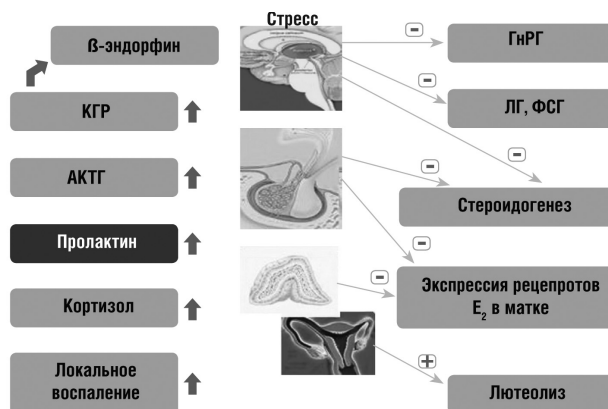 Стресс
ß-эндорфин
КГР
АКТГ
Пролактин
Кортизол
Локальное
воспаление
ГнРГ
ЛГ, ФСГ
Стероидогенез
Экспрессия рецепротов
E₂ в матке
Лютеолиз
−
−
−
−
−
−
+